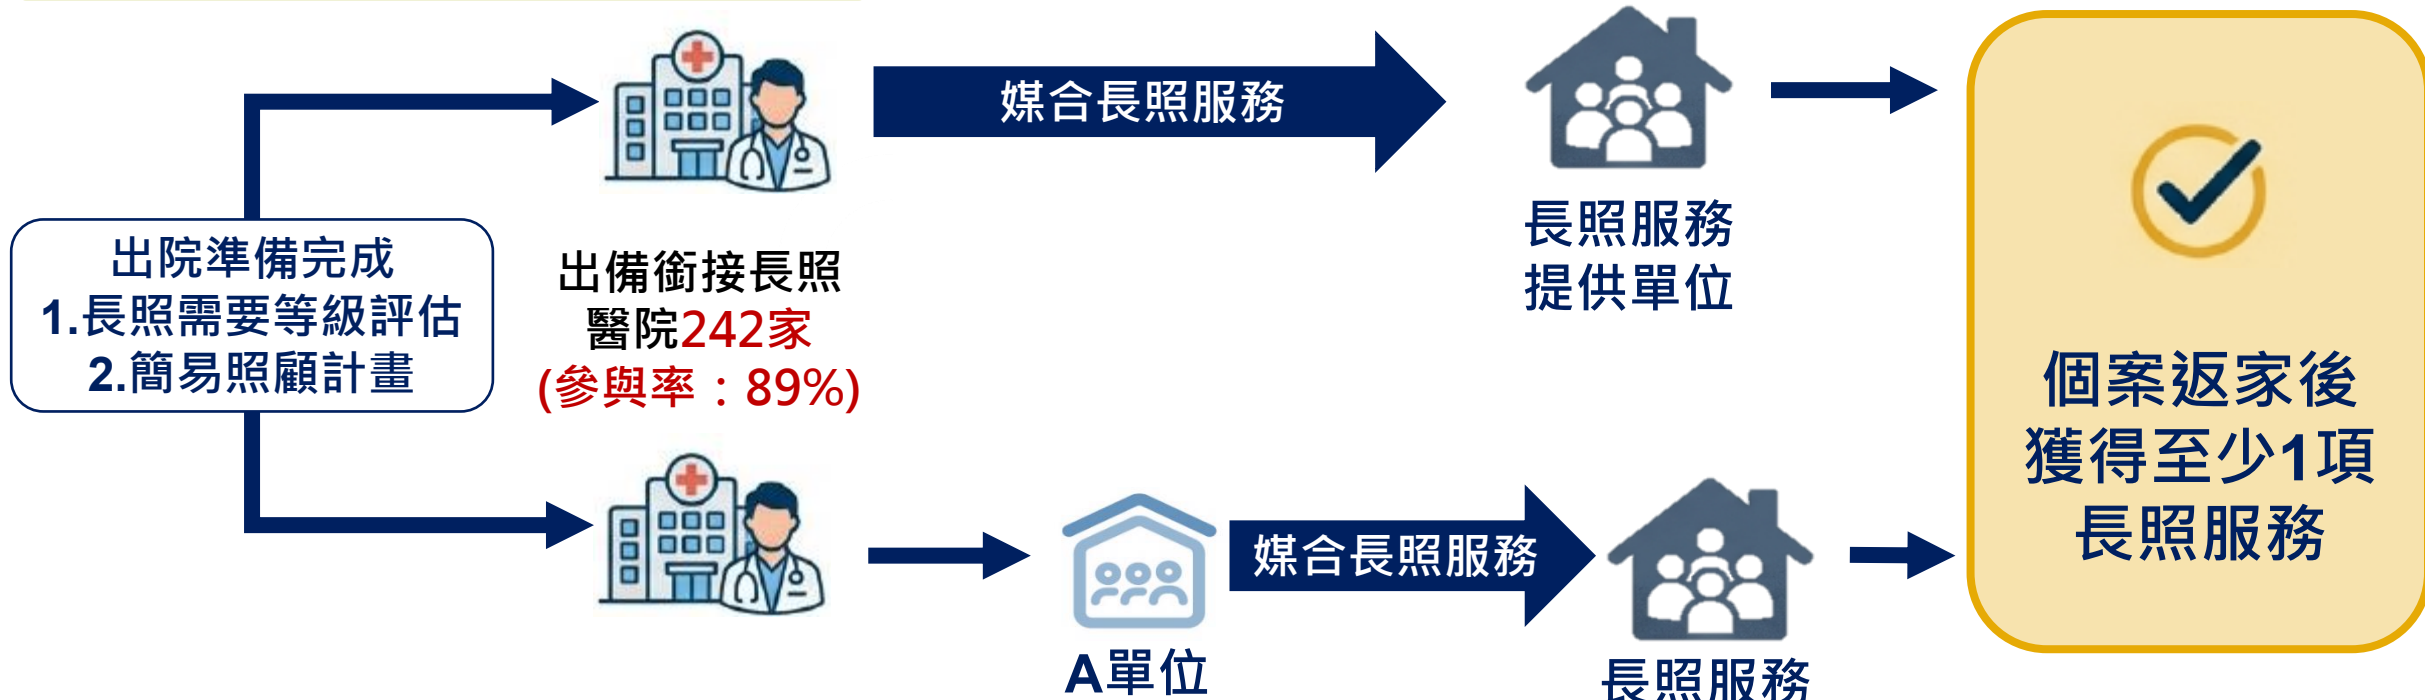 媒合長照服務
長照服務
提供單位
出院準備完成
1.長照需要等級評估
2.簡易照顧計畫
出備銜接長照
醫院242家
(參與率：89%)
媒合長照服務
A單位
長照服務
個案返家後
獲得至少1項
長照服務